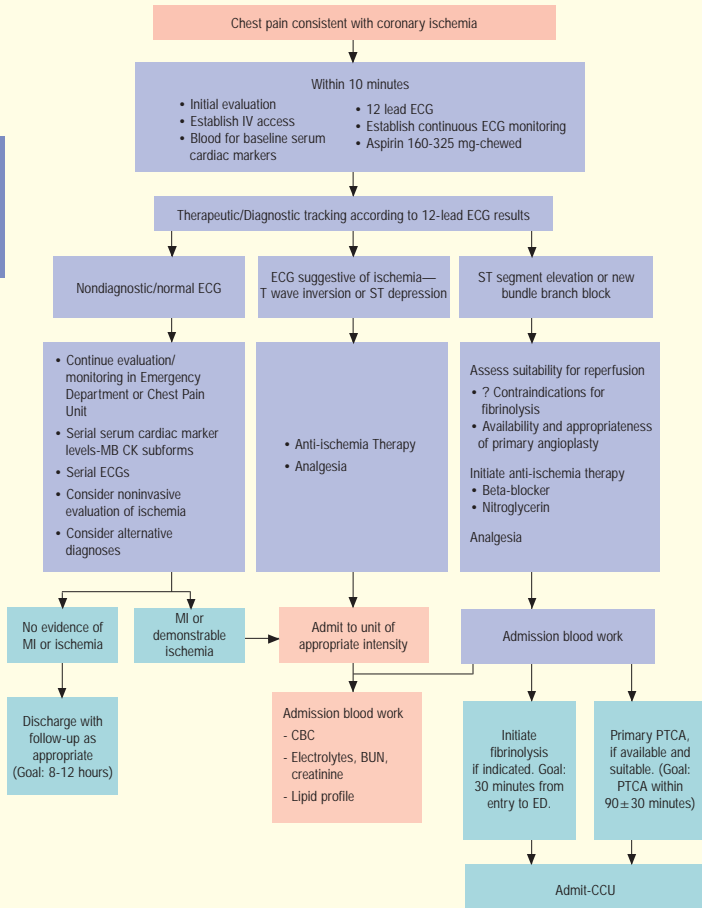 Chest pain consistent with coronary ischemia
Within 10 minutes
• Initial evaluation
• Establish IV access
• Blood for baseline serum
cardiac markers
• 12 lead ECG
• Establish continuous ECG monitoring
• Aspirin 160-325 mg-chewed
Therapeutic/Diagnostic tracking according to 12-lead ECG results
Nondiagnostic/normal ECG
ECG suggestive of ischemia—
T wave inversion or ST depression
ST segment elevation or new
bundle branch block
• Continue evaluation/
monitoring in Emergency
Department or Chest Pain
Unit
• Serial serum cardiac marker
levels-MB CK subforms
• Serial ECGs
• Consider noninvasive
evaluation of ischemia
• Consider alternative
diagnoses
• Anti-ischemia Therapy
• Analgesia
Assess suitability for reperfusion
• ? Contraindications for
fibrinolysis
• Availability and appropriateness
of primary angioplasty
Initiate anti-ischemia therapy
• Beta-blocker
• Nitroglycerin
Analgesia
No evidence of
MI or ischemia
MI or
demonstrable
ischemia
Admit to unit of
appropriate intensity
Admission blood work
Discharge with
follow-up as
appropriate
(Goal: 8-12 hours)
Admission blood work
- CBC
- Electrolytes, BUN,
creatinine
- Lipid profile
Initiate
fibrinolysis
if indicated. Goal:
30 minutes from
entry to ED.
Primary PTCA,
if available and
suitable. (Goal:
PTCA within
90±30 minutes)
Admit-CCU